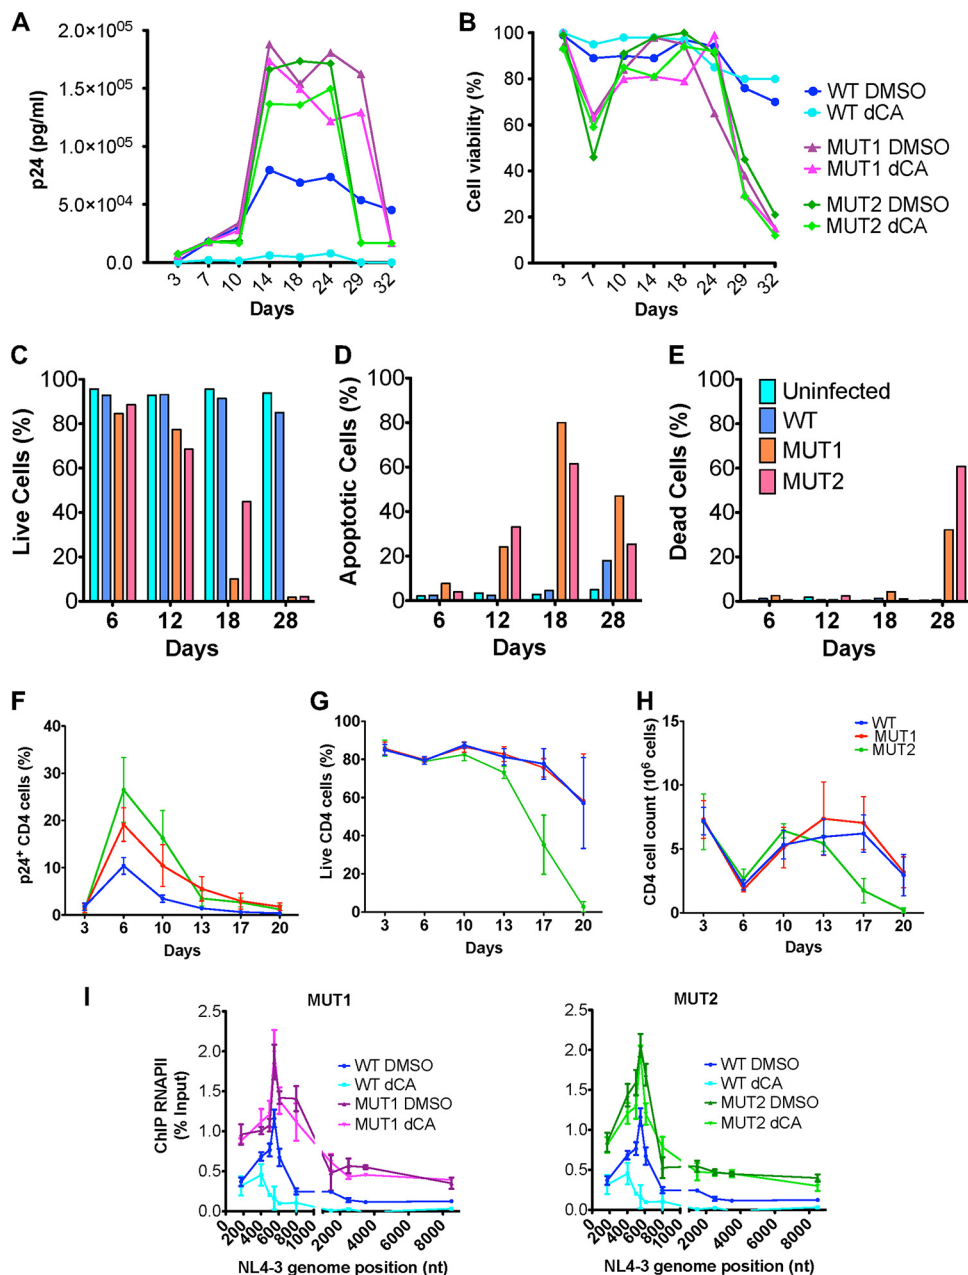 A
p24 (pg/ml)
2.0×10⁰⁵
1.5×10⁰⁵
1.0×10⁰⁵
5.0×10⁰⁴
0.0
3 7 10 14 18 24 29 32
Days
B
Cell viability (%)
100
80
60
40
20
0
3 7 10 14 18 24 29 32
Days
WT DMSO
WT dCA
MUT1 DMSO
MUT1 dCA
MUT2 DMSO
MUT2 dCA
C
Live Cells (%)
100
80
60
40
20
0
6 12 18 28
Days
D
Apoptotic Cells (%)
100
80
60
40
20
0
6 12 18 28
Days
E
Dead Cells (%)
100
80
60
40
20
0
6 12 18 28
Days
Uninfected
WT
MUT1
MUT2
F
p24⁺ CD4 cells (%)
40
30
20
10
0
3 6 10 13 17 20
Days
G
Live CD4 cells (%)
100
80
60
40
20
0
3 6 10 13 17 20
Days
H
CD4 cell count (10⁶ cells)
15
10
5
0
3 6 10 13 17 20
Days
WT
MUT1
MUT2
I
MUT1
ChIP RNAPII
(% Input)
2.5
2.0
1.5
1.0
0.5
0.0
0 200 400 600 800 1000 2000 4000 6000 8000
NL4-3 genome position (nt)
WT DMSO
WT dCA
MUT1 DMSO
MUT1 dCA
MUT2
2.5
2.0
1.5
1.0
0.5
0.0
0 200 400 600 800 1000 2000 4000 6000 8000
NL4-3 genome position (nt)
WT DMSO
WT dCA
MUT2 DMSO
MUT2 dCA